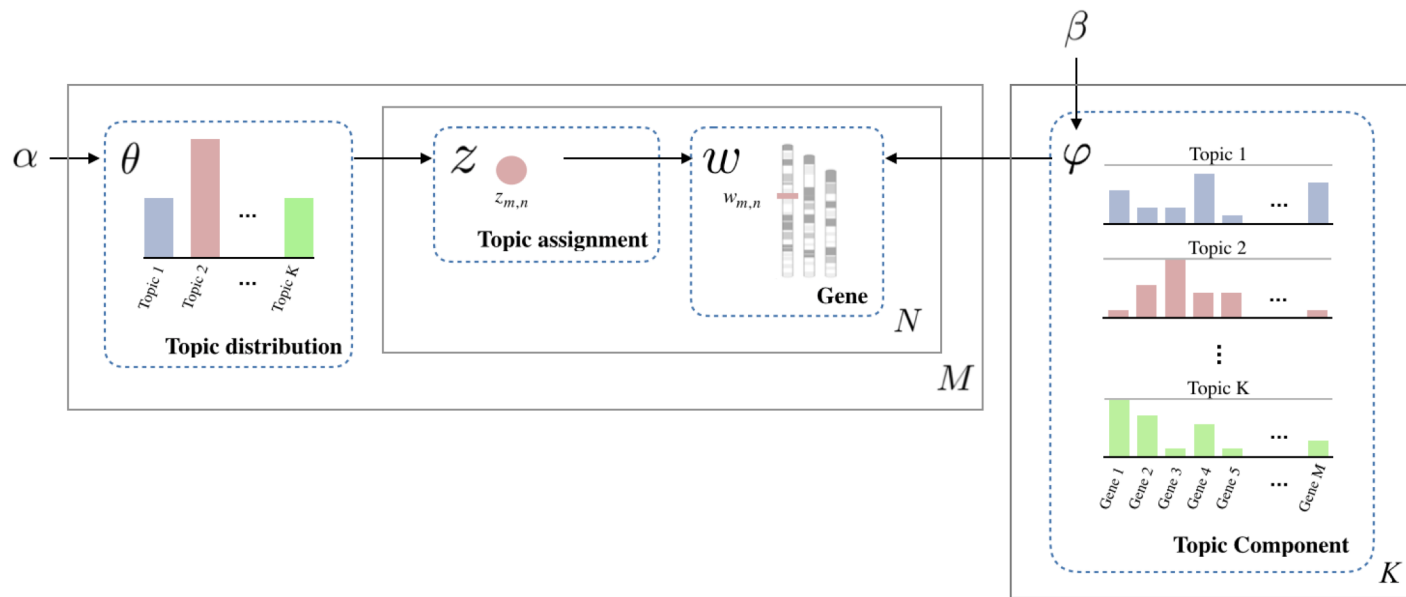 β
α
θ
z
w
φ
Topic 1
z_{m,n}
w_{m,n}
...
...
Topic assignment
Topic 2
Gene
Topic 1
Topic 2
...
Topic K
...
N
Topic distribution
⋮
M
Topic K
...
Gene 1
Gene 2
Gene 3
Gene 4
Gene 5
...
Gene M
Topic Component
K